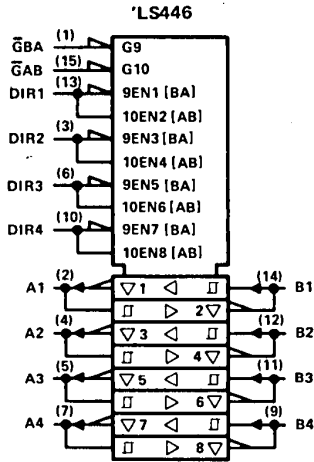 'LS446
G̅BA (1) G9
G̅AB (15) G10
DIR1 (13) 9EN1 [BA]
10EN2 [AB]
DIR2 (3) 9EN3 [BA]
10EN4 [AB]
DIR3 (6) 9EN5 [BA]
10EN6 [AB]
DIR4 (10) 9EN7 [BA]
10EN8 [AB]
A1 (2) ▽1 ◁ (14) B1
▷ 2▽
A2 (4) ▽3 ◁ (12) B2
▷ 4▽
A3 (5) ▽5 ◁ (11) B3
▷ 6▽
A4 (7) ▽7 ◁ (9) B4
▷ 8▽